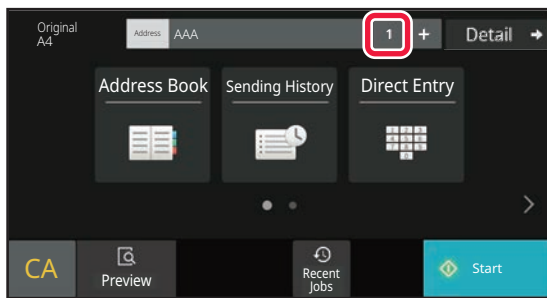 Original
A4
Address AAA 1 + Detail
Address Book
Sending History
Direct Entry
CA
Preview
Recent
Jobs
Start